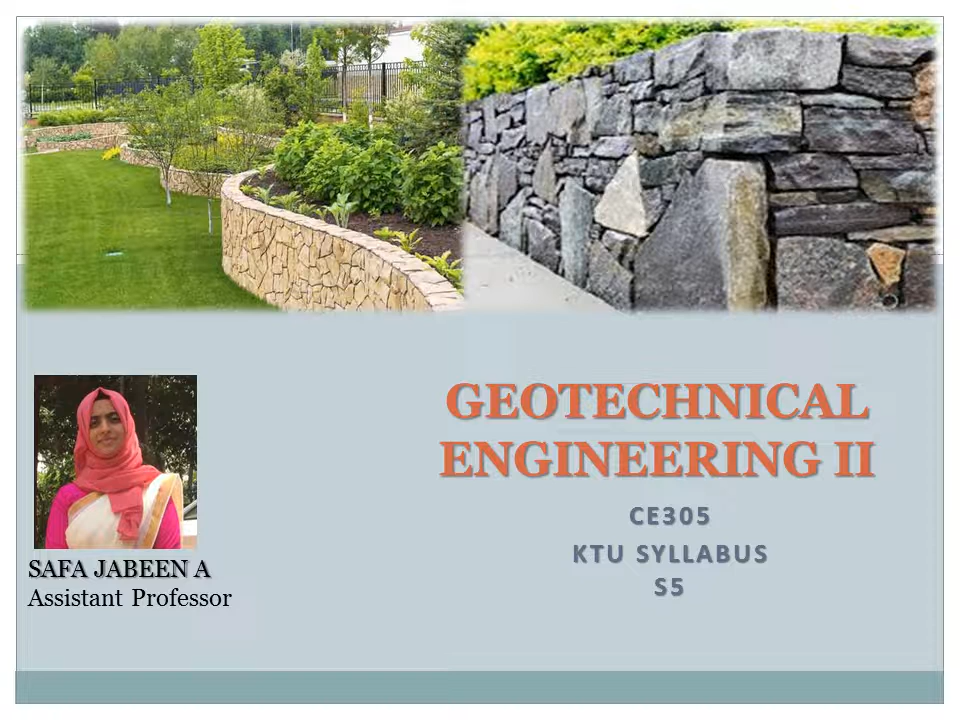 GEOTECHNICAL
ENGINEERING II
CE305
KTU SYLLABUS
S5
SAFA JABEEN A
Assistant Professor